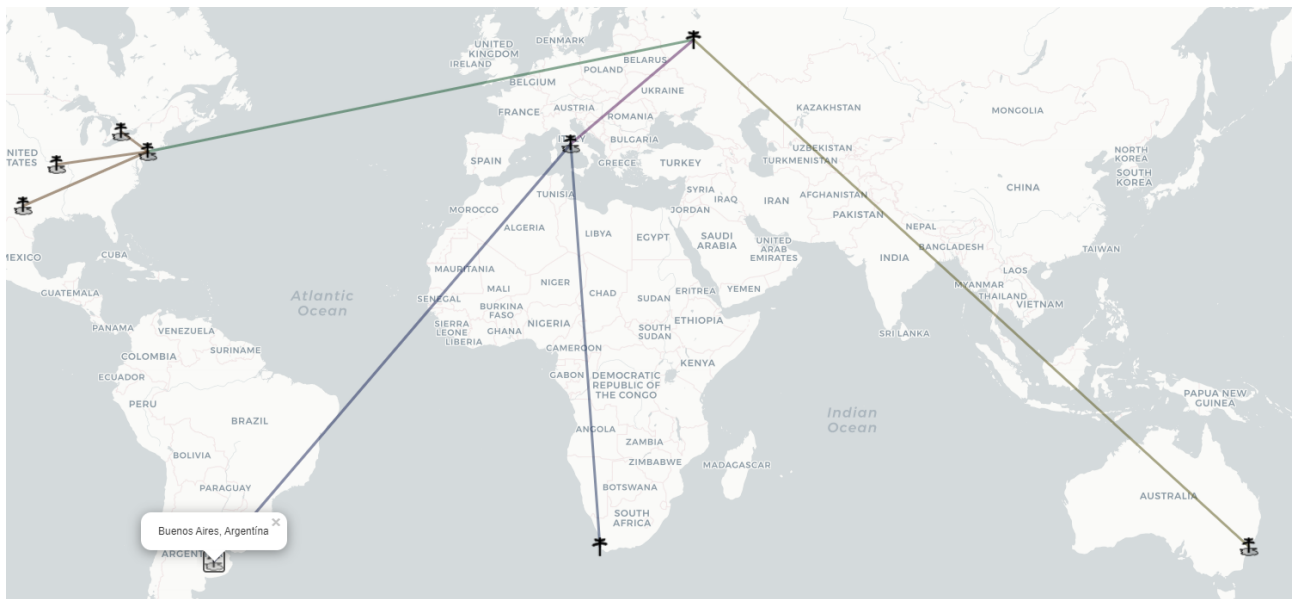 UNITED
KINGDOM
DENMARK
IRELAND
BELARUS
POLAND
BELGIUM
UKRAINE
FRANCE
AUSTRIA
KAZAKHSTAN
MONGOLIA
ROMANIA
BULGARIA
UZBEKISTAN
NITED
TATES
SPAIN
GREECE
TURKEY
TURKMENISTAN
NORTH
KOREA
SOUTH
KOREA
TUNISIA
SYRIA
IRAQ
IRAN
AFGHANISTAN
CHINA
MOROCCO
JORDAN
PAKISTAN
ALGERIA
LIBYA
EGYPT
SAUDI
ARABIA
NEPAL
UNITED
ARAB
EMIRATES
BANGLADESH
TAIWAN
MEXICO
CUBA
INDIA
MAURITANIA
LAOS
MYANMAR
GUATEMALA
Atlantic
Ocean
MALI
NIGER
CHAD
SUDAN
ERITREA
YEMEN
THAILAND
VIETNAM
SENEGAL
BURKINA
FASO
PANAMA
VENEZUELA
SIERRA
LEONE
LIBERIA
GHANA
NIGERIA
SOUTH
SUDAN
ETHIOPIA
SRI LANKA
COLOMBIA
SURINAME
CAMEROON
KENYA
ECUADOR
GABON
DEMOCRATIC
REPUBLIC OF
THE CONGO
PERU
PAPUA NEW
GUINEA
BRAZIL
Indian
Ocean
ANGOLA
ZAMBIA
BOLIVIA
ZIMBABWE
MADAGASCAR
PARAGUAY
BOTSWANA
AUSTRALIA
SOUTH
AFRICA
Buenos Aires, Argentína
×
ARGENT